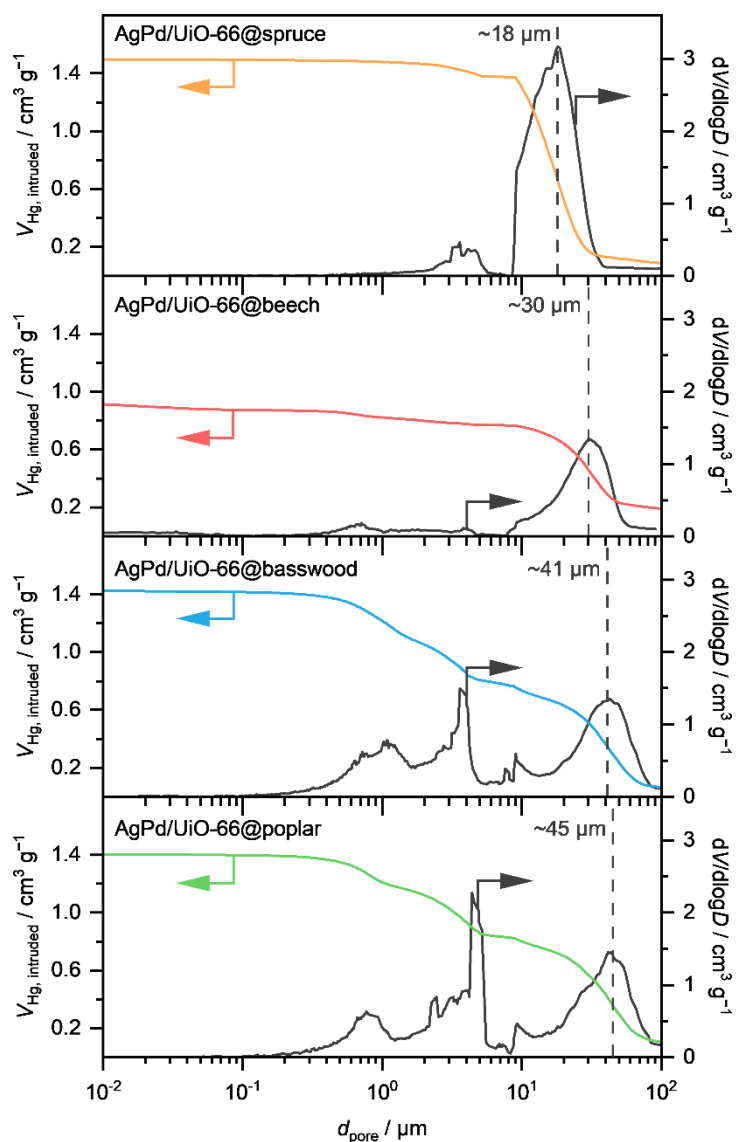 AgPd/UiO-66@spruce
~18 µm
V_Hg, intruded / cm³ g⁻¹
1.4
1.0
0.6
0.2
3
2
1
0
dV/dlogD / cm³ g⁻¹
AgPd/UiO-66@beech
~30 µm
V_Hg, intruded / cm³ g⁻¹
1.4
1.0
0.6
0.2
3
2
1
0
dV/dlogD / cm³ g⁻¹
AgPd/UiO-66@basswood
~41 µm
V_Hg, intruded / cm³ g⁻¹
1.4
1.0
0.6
0.2
3
2
1
0
dV/dlogD / cm³ g⁻¹
AgPd/UiO-66@poplar
~45 µm
V_Hg, intruded / cm³ g⁻¹
1.4
1.0
0.6
0.2
3
2
1
0
dV/dlogD / cm³ g⁻¹
10⁻² 10⁻¹ 10⁰ 10¹ 10²
d_pore / µm